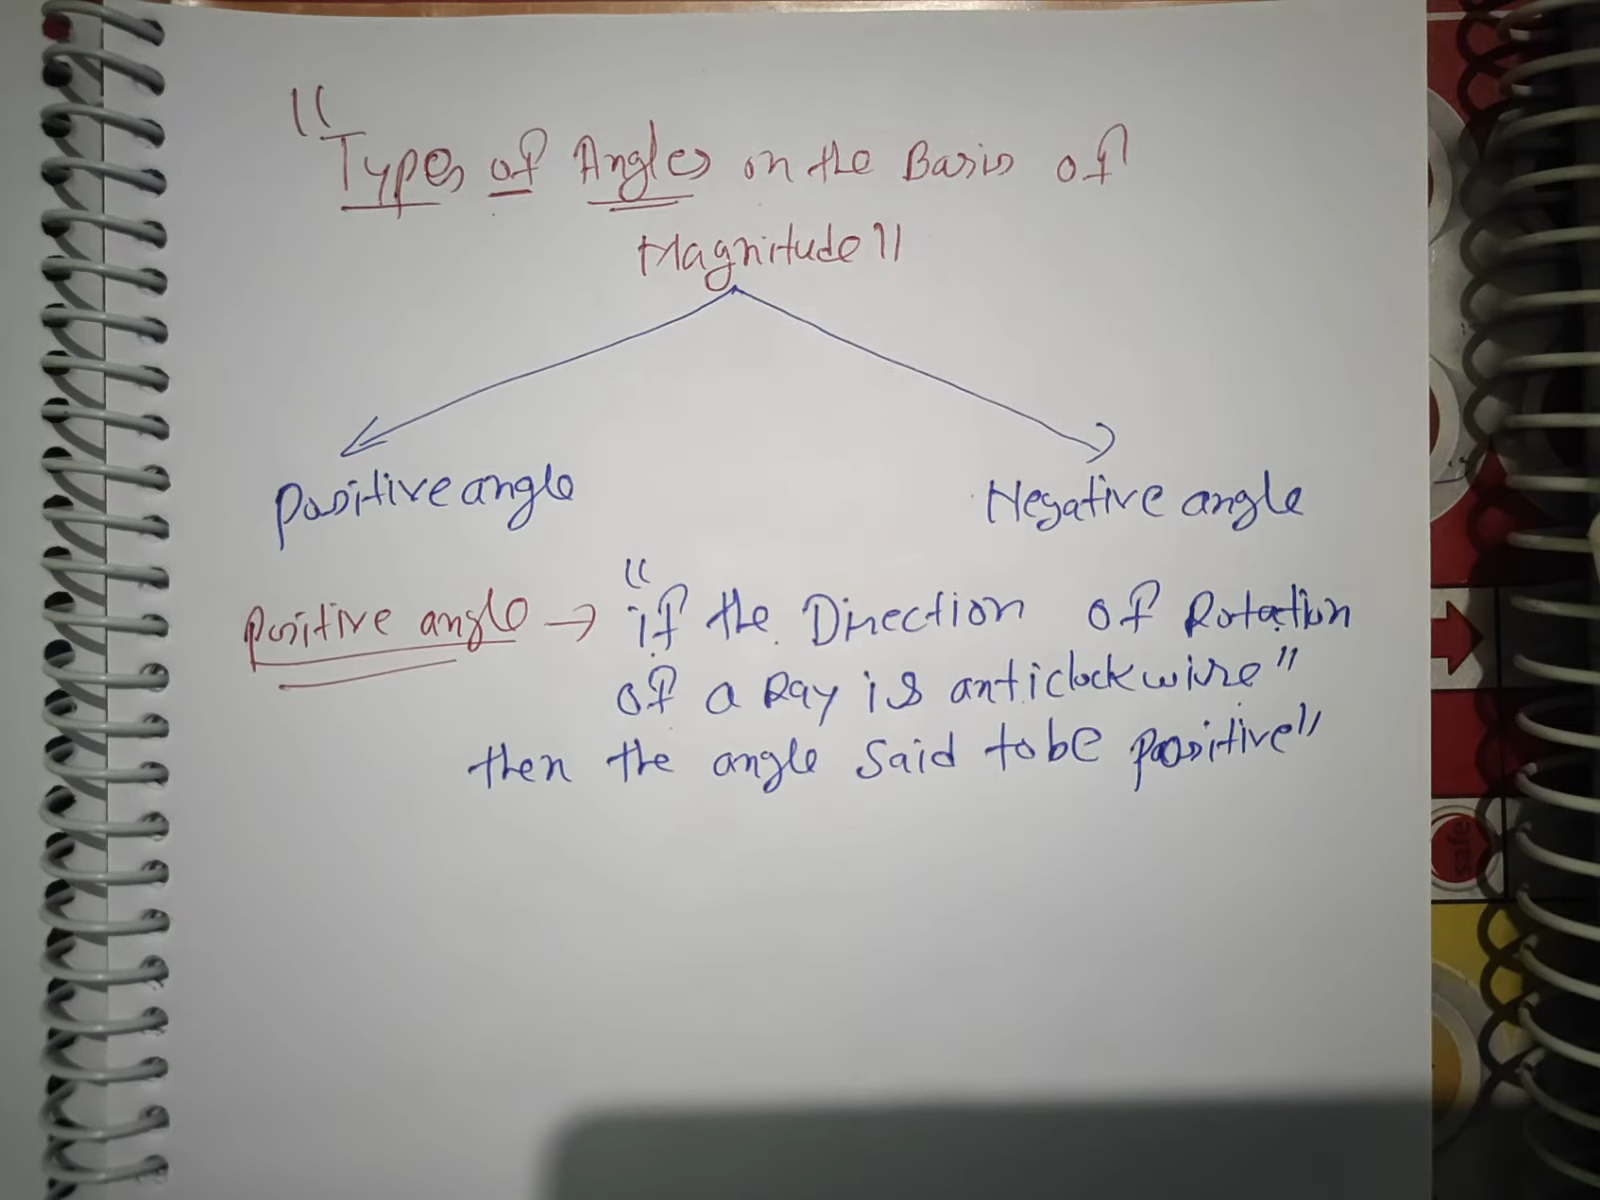 "Types of Angles on the Basis of
Magnitude"
Positive angle
Negative angle
Positive angle → "if the Direction of Rotation
of a Ray is anticlockwise"
then the angle said to be positive"
safe